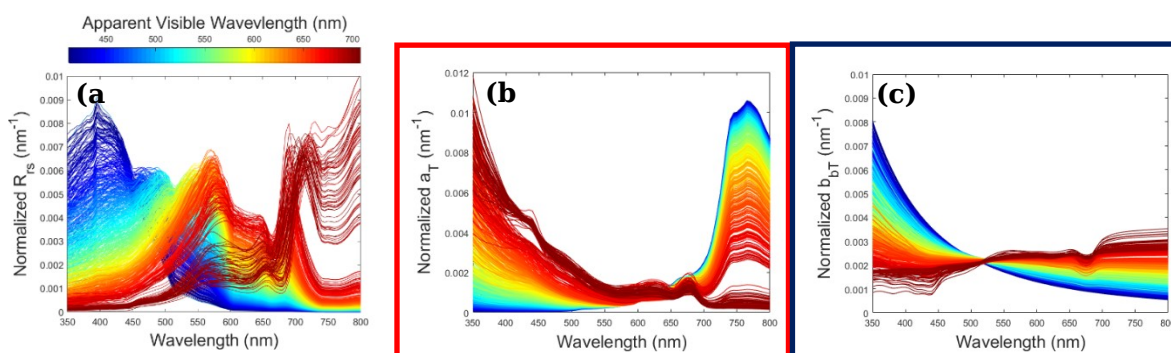 Apparent Visible Wavevlength (nm)
450 500 550 600 650 700
(a
Normalized Rrs (nm-1)
0.01
0.009
0.008
0.007
0.006
0.005
0.004
0.003
0.002
0.001
0
350 400 450 500 550 600 650 700 750 800
Wavelength (nm)
(b
Normalized aT (nm-1)
0.012
0.01
0.008
0.006
0.004
0.002
0
350 400 450 500 550 600 650 700 750 800
Wavelength (nm)
(c)
Normalized bbT (nm-1)
0.01
0.009
0.008
0.007
0.006
0.005
0.004
0.003
0.002
0.001
0
350 400 450 500 550 600 650 700 750 800
Wavelength (nm)